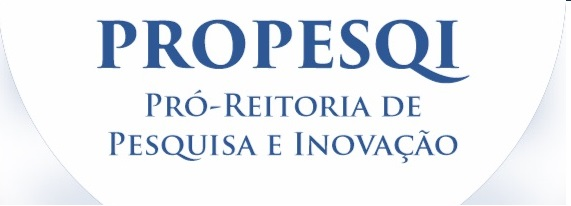 PROPESQI
PRÓ-REITORIA DE
PESQUISA E INOVAÇÃO